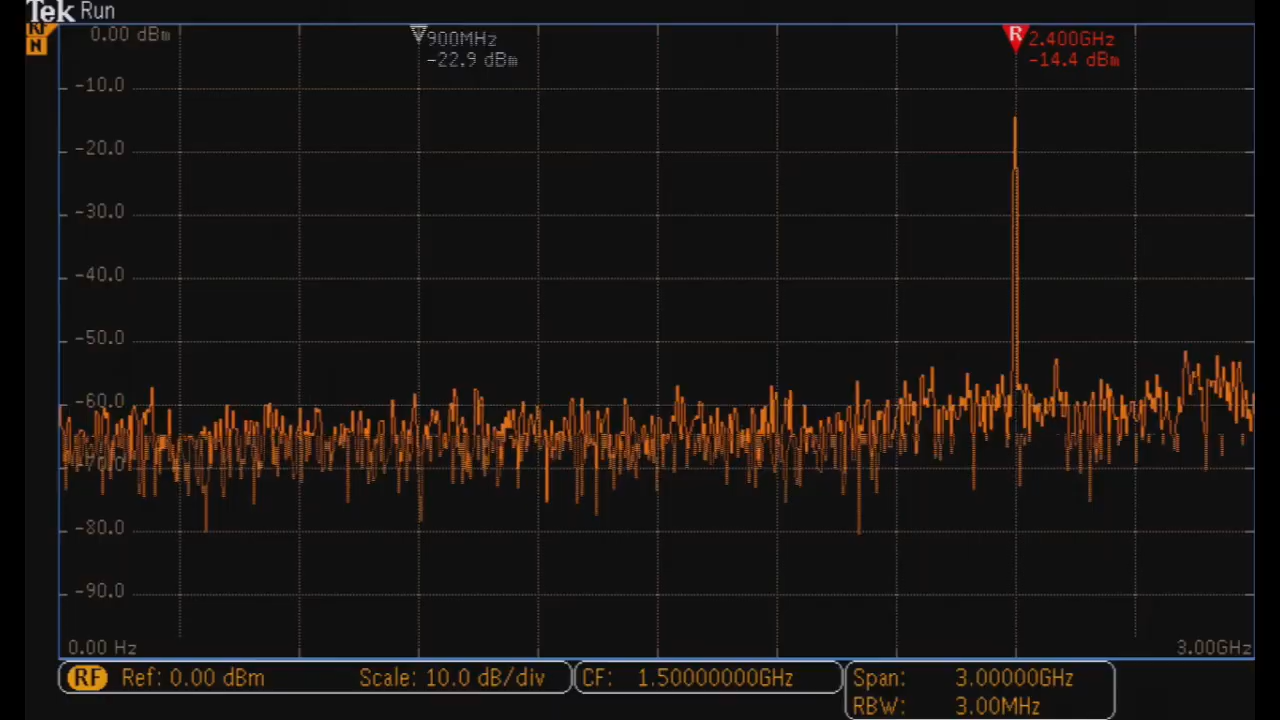 Tek Run
RF
N
0.00 dBm
900MHz
-22.9 dBm
R
2.400GHz
-14.4 dBm
-10.0
-20.0
-30.0
-40.0
-50.0
-60.0
-70.0
-80.0
-90.0
0.00 Hz
3.00GHz
RF Ref: 0.00 dBm Scale: 10.0 dB/div
CF: 1.50000000GHz
Span: 3.00000GHz
RBW: 3.00MHz